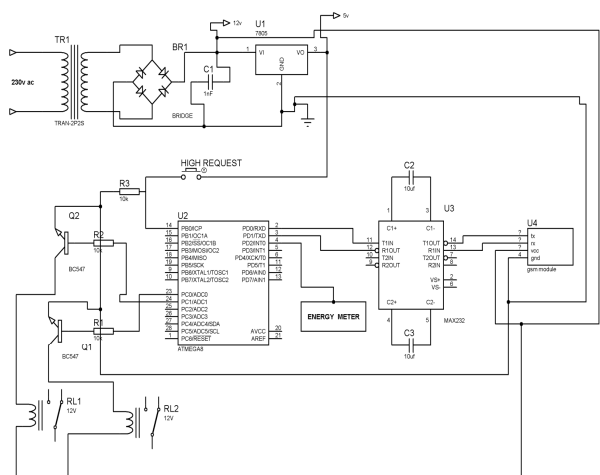 12v
5v
TR1
230v ac
TRAN-2P2S
BR1
BRIDGE
C1
1nF
U1
7805
1
VI
VO
3
GND
2
HIGH REQUEST
R3
10k
Q2
BC547
R2
10k
R1
10k
Q1
BC547
RL1
12V
RL2
12V
U2
14 PB0/ICP PD0/RXD 2
15 PB1/OC1A PD1/TXD 3
16 PB2/SS/OC1B PD2/INT0 4
17 PB3/MOSI/OC2 PD3/INT1 5
18 PB4/MISO PD4/XCK/T0 6
19 PB5/SCK PD5/T1 11
9 PB6/XTAL1/TOSC1 PD6/AIN0 12
10 PB7/XTAL2/TOSC2 PD7/AIN1 13
23 PC0/ADC0
24 PC1/ADC1
25 PC2/ADC2
26 PC3/ADC3
27 PC4/ADC4/SDA
28 PC5/ADC5/SCL AVCC 20
1 PC6/RESET AREF 21
ATMEGA8
ENERGY METER
C2
10uf
U3
1 3
C1+ C1-
11 T1IN T1OUT 14
12 R1OUT R1IN 13
10 T2IN T2OUT 7
9 R2OUT R2IN 8
VS+ 2
VS- 6
C2+ C2-
4 5
MAX232
C3
10uf
U4
? tx
? rx
? vcc
4 gnd
gsm module